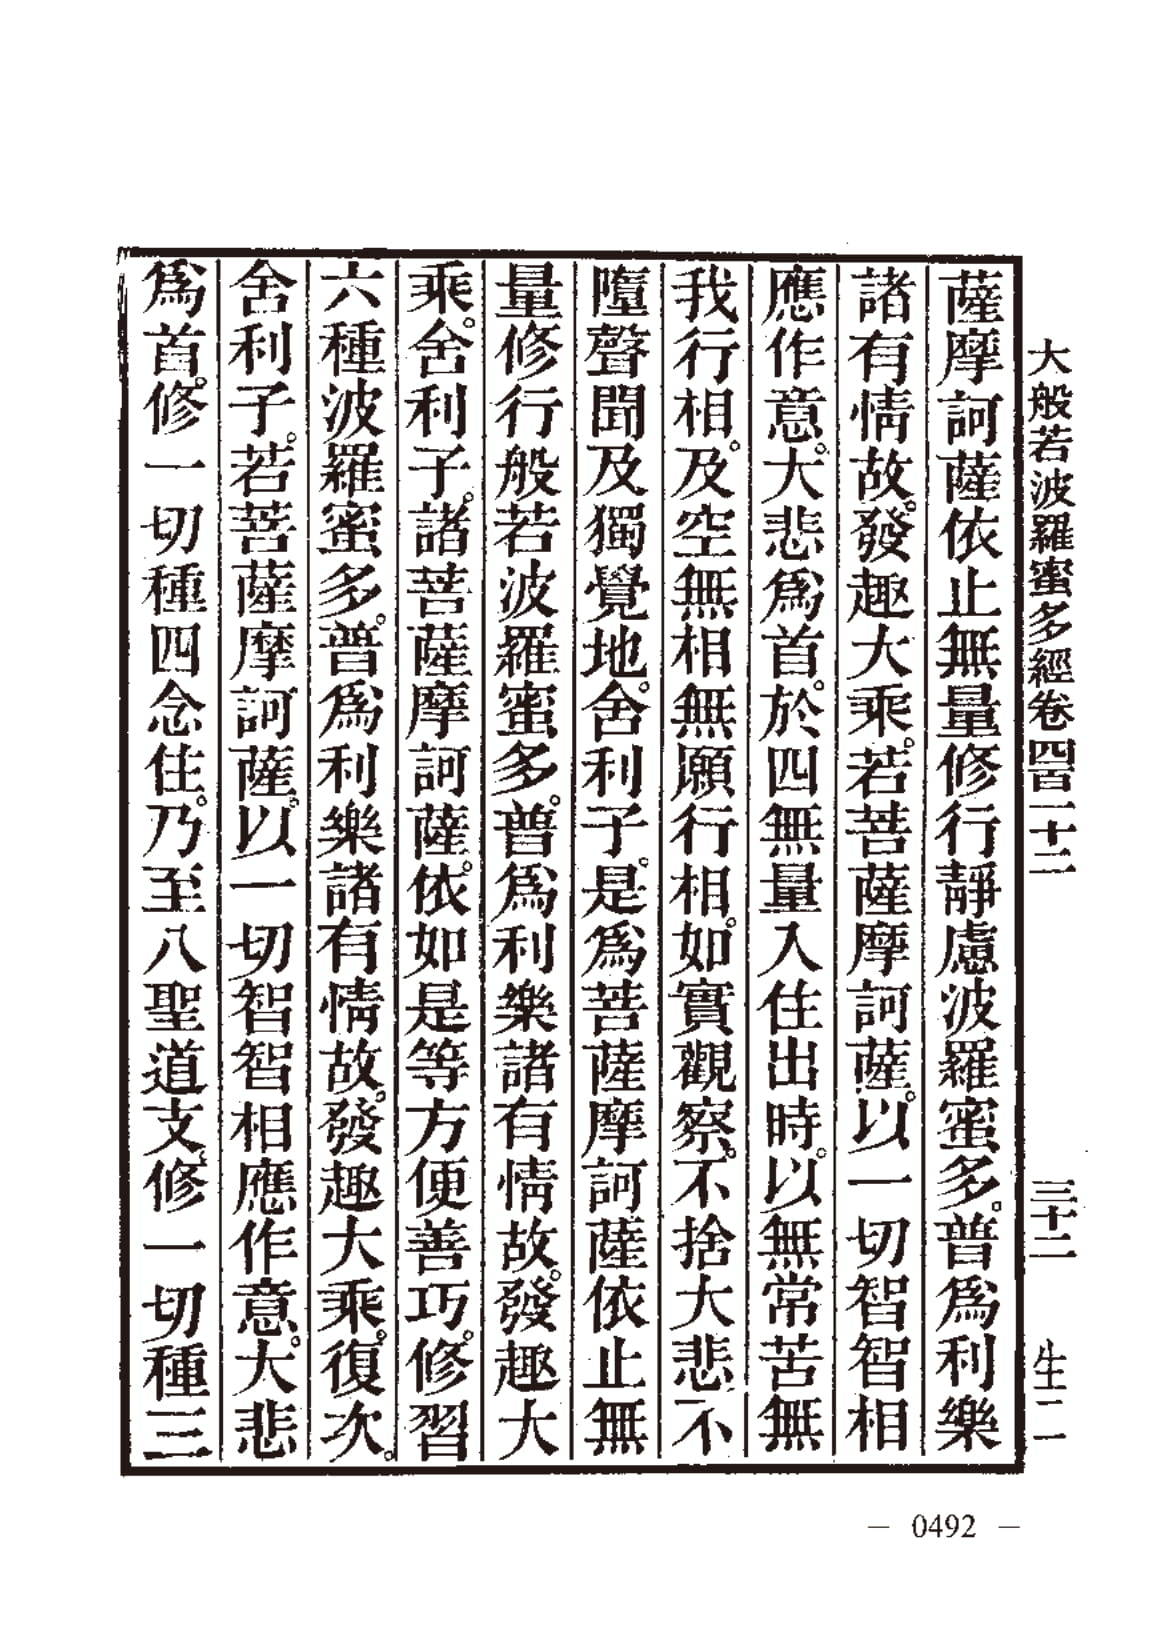 大般若波羅蜜多經卷四百一十二　三十二　生二
薩摩訶薩依止無量修行靜慮波羅蜜多。普爲利樂
諸有情故。發趣大乘。若菩薩摩訶薩。以一切智智相
應作意。大悲爲首。於四無量入住出時。以無常苦無
我行相。及空無相無願行相。如實觀察。不捨大悲不
墮聲聞及獨覺地。舍利子。是爲菩薩摩訶薩依止無
量修行般若波羅蜜多。普爲利樂諸有情故。發趣大
乘。舍利子。諸菩薩摩訶薩。依如是等方便善巧。修習
六種波羅蜜多。普爲利樂諸有情故。發趣大乘。復次。
舍利子。若菩薩摩訶薩。以一切智智相應作意。大悲
爲首。修一切種四念住。乃至八聖道支。修一切種三
— 0492 —